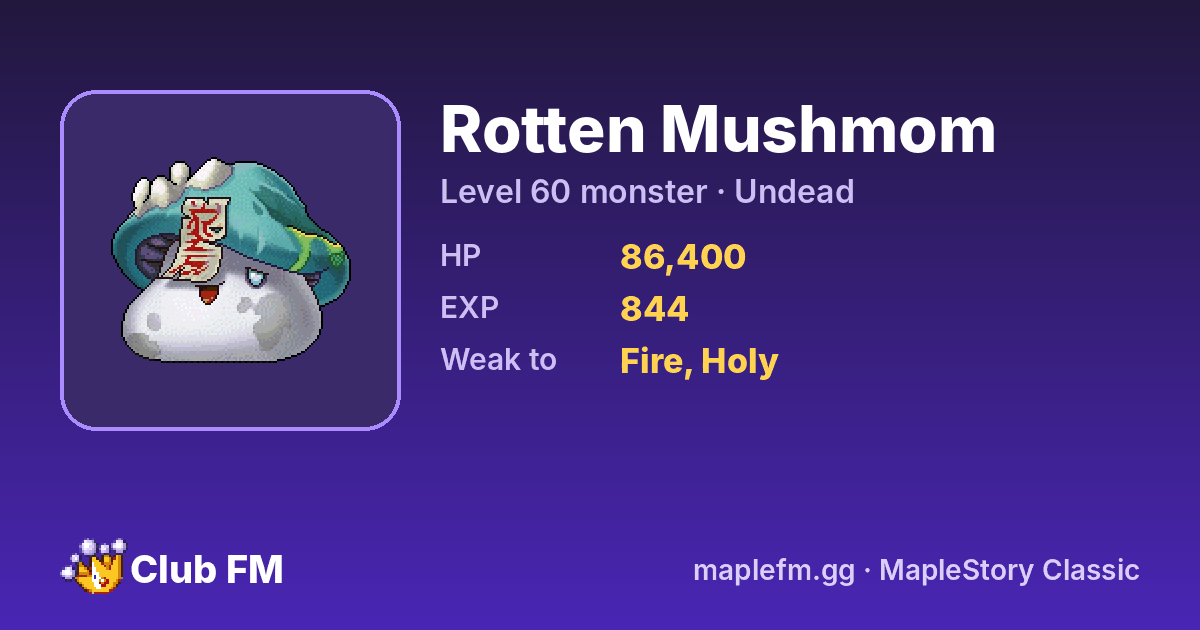 Rotten Mushmom
Level 60 monster · Undead
HP 86,400
EXP 844
Weak to Fire, Holy
Club FM
maplefm.gg · MapleStory Classic